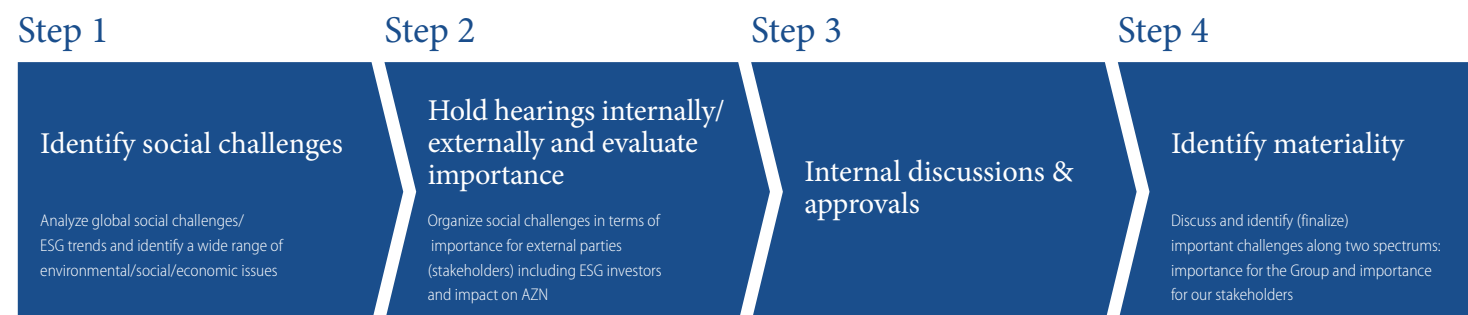 Step 1
Identify social challenges
Analyze global social challenges/
ESG trends and identify a wide range of
environmental/social/economic issues
Step 2
Hold hearings internally/
externally and evaluate
importance
Organize social challenges in terms of
importance for external parties
(stakeholders) including ESG investors
and impact on AZN
Step 3
Internal discussions &
approvals
Step 4
Identify materiality
Discuss and identify (finalize)
important challenges along two spectrums:
importance for the Group and importance
for our stakeholders